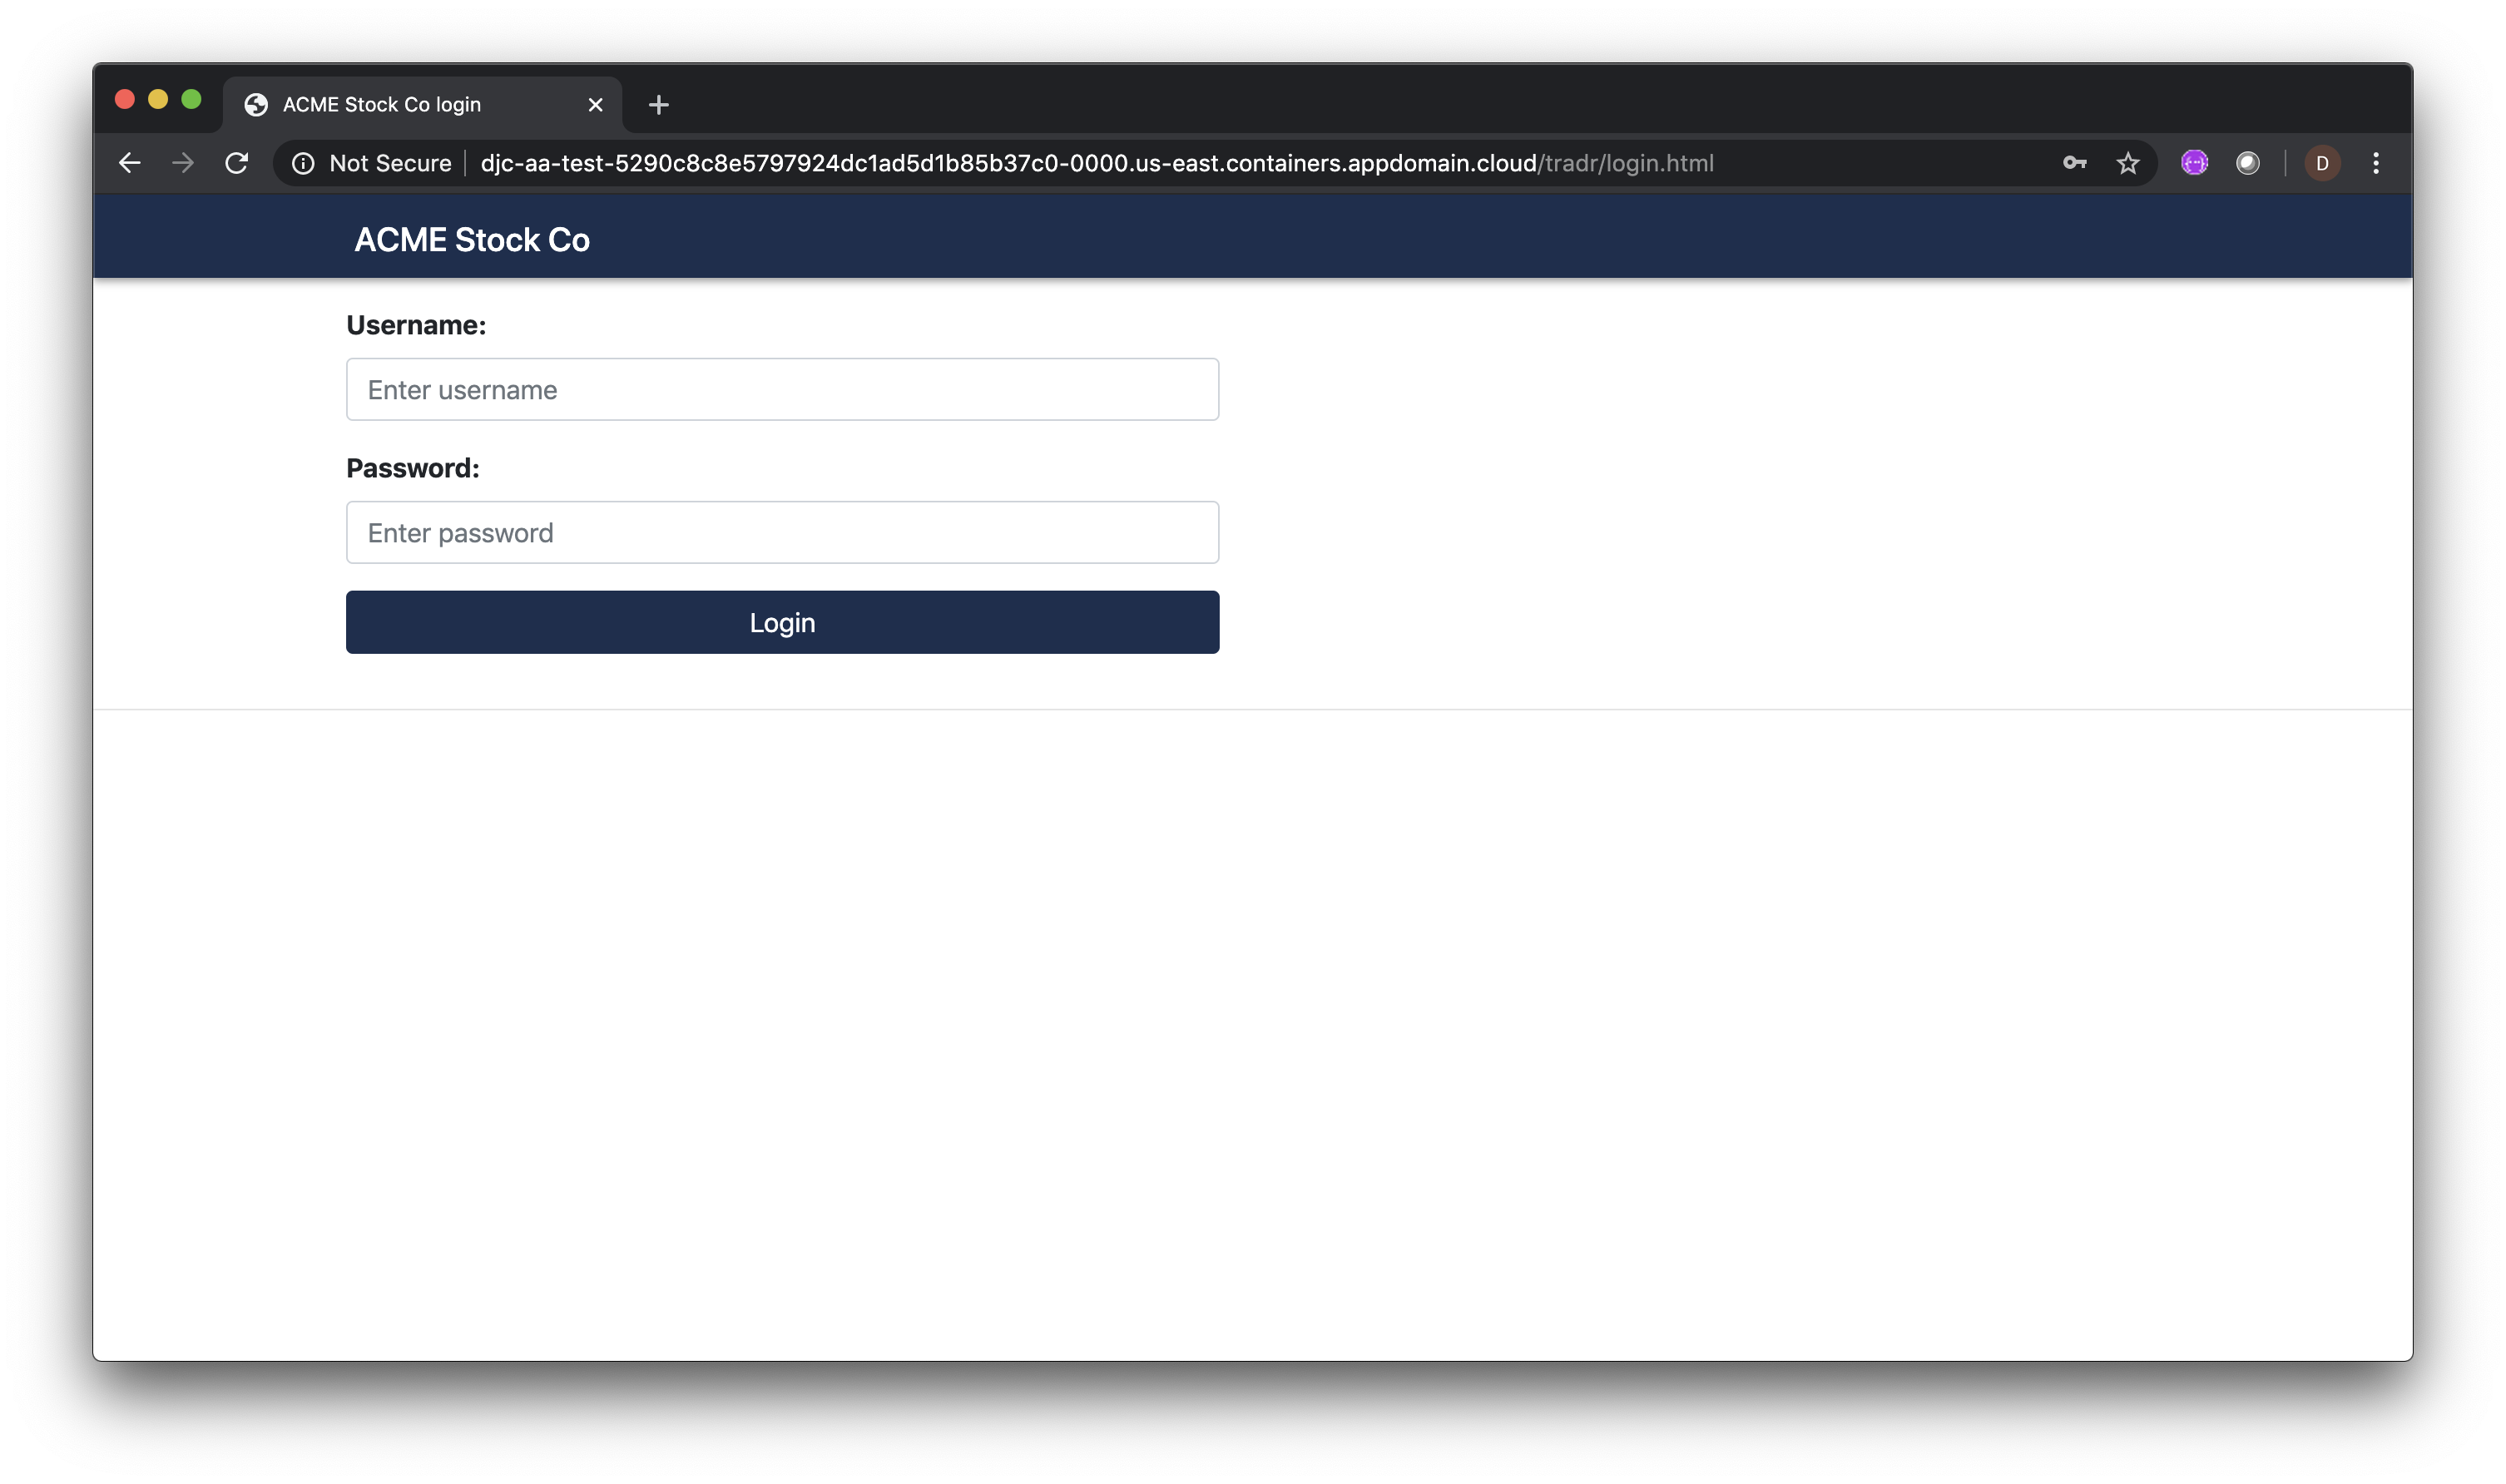 ACME Stock Co login
Not Secure djc-aa-test-5290c8c8e5797924dc1ad5d1b85b37c0-0000.us-east.containers.appdomain.cloud/tradr/login.html
D
ACME Stock Co
Username:
Enter username
Password:
Enter password
Login